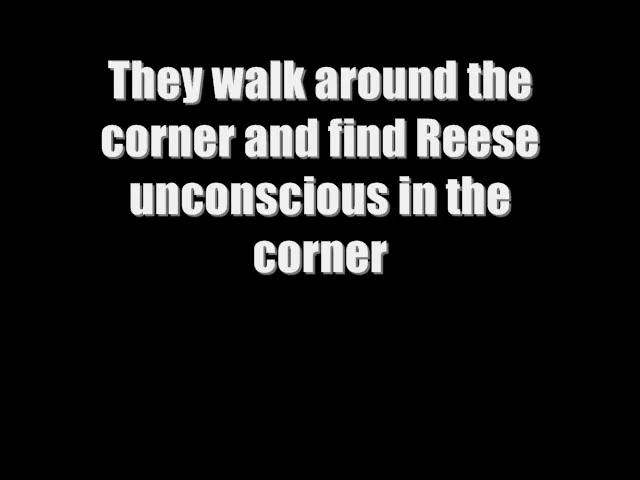 They walk around the
corner and find Reese
unconscious in the
corner